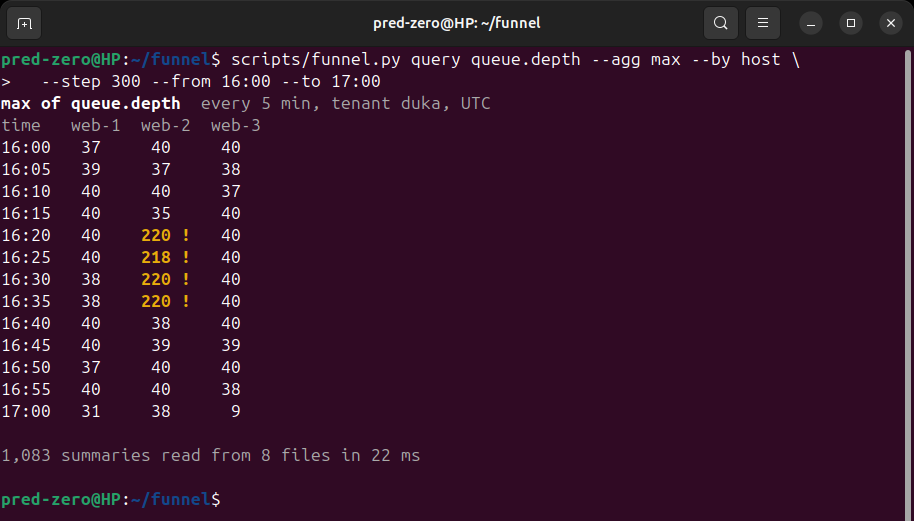 pred-zero@HP: ~/funnel
pred-zero@HP:~/funnel$ scripts/funnel.py query queue.depth --agg max --by host \
>   --step 300 --from 16:00 --to 17:00
max of queue.depth  every 5 min, tenant duka, UTC
time   web-1  web-2  web-3
16:00   37     40     40
16:05   39     37     38
16:10   40     40     37
16:15   40     35     40
16:20   40    220 !   40
16:25   40    218 !   40
16:30   38    220 !   40
16:35   38    220 !   40
16:40   40     38     40
16:45   40     39     39
16:50   37     40     40
16:55   40     40     38
17:00   31     38      9
1,083 summaries read from 8 files in 22 ms
pred-zero@HP:~/funnel$